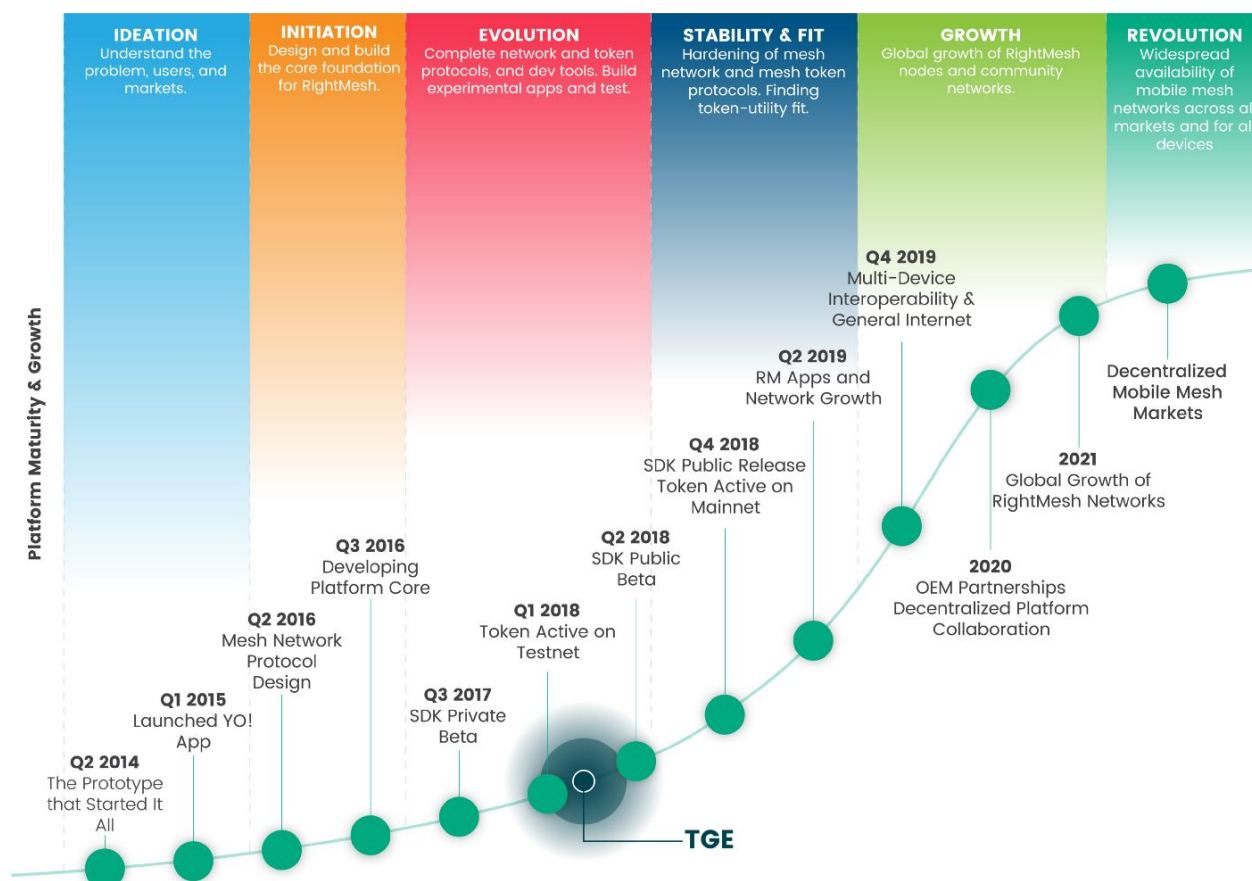 IDEATION
Understand the
problem, users, and
markets.
INITIATION
Design and build
the core foundation
for RightMesh.
EVOLUTION
Complete network and token
protocols, and dev tools. Build
experimental apps and test.
STABILITY & FIT
Hardening of mesh
network and mesh token
protocols. Finding
token-utility fit.
GROWTH
Global growth of RightMesh
nodes and community
networks.
REVOLUTION
Widespread
availability of
mobile mesh
networks across al
markets and for al
devices
Platform Maturity & Growth
Q2 2014
The Prototype
that Started It
All
Q1 2015
Launched YO!
App
Q2 2016
Mesh Network
Protocol
Design
Q3 2016
Developing
Platform Core
Q3 2017
SDK Private
Beta
Q1 2018
Token Active on
Testnet
TGE
Q2 2018
SDK Public
Beta
Q4 2018
SDK Public Release
Token Active on
Mainnet
Q2 2019
RM Apps and
Network Growth
Q4 2019
Multi-Device
Interoperability &
General Internet
2020
OEM Partnerships
Decentralized Platform
Collaboration
2021
Global Growth of
RightMesh Networks
Decentralized
Mobile Mesh
Markets